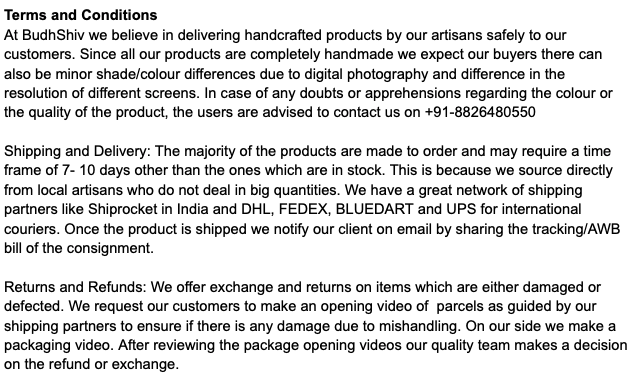 Terms and Conditions
At BudhShiv we believe in delivering handcrafted products by our artisans safely to our
customers. Since all our products are completely handmade we expect our buyers there can
also be minor shade/colour differences due to digital photography and difference in the
resolution of different screens. In case of any doubts or apprehensions regarding the colour or
the quality of the product, the users are advised to contact us on +91-8826480550
Shipping and Delivery: The majority of the products are made to order and may require a time
frame of 7- 10 days other than the ones which are in stock. This is because we source directly
from local artisans who do not deal in big quantities. We have a great network of shipping
partners like Shiprocket in India and DHL, FEDEX, BLUEDART and UPS for international
couriers. Once the product is shipped we notify our client on email by sharing the tracking/AWB
bill of the consignment.
Returns and Refunds: We offer exchange and returns on items which are either damaged or
defected. We request our customers to make an opening video of  parcels as guided by our
shipping partners to ensure if there is any damage due to mishandling. On our side we make a
packaging video. After reviewing the package opening videos our quality team makes a decision
on the refund or exchange.